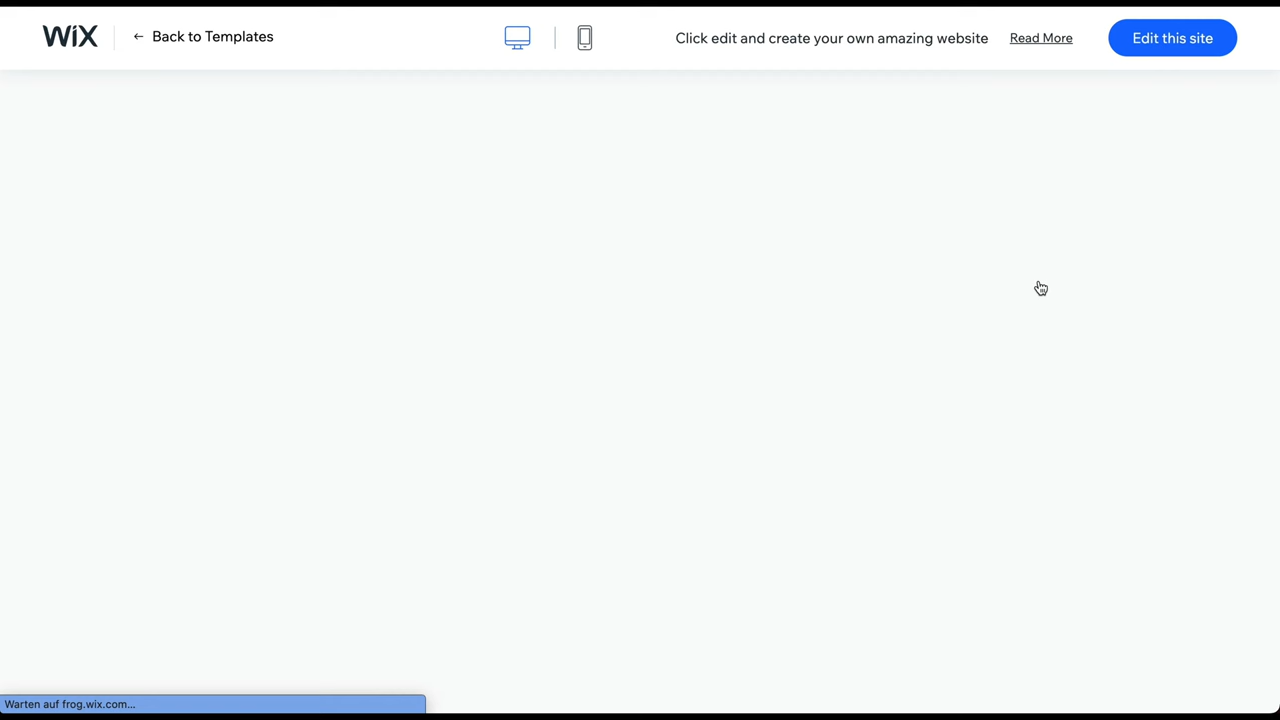 WiX
← Back to Templates
Click edit and create your own amazing website
Read More
Edit this site
Warten auf frog.wix.com...